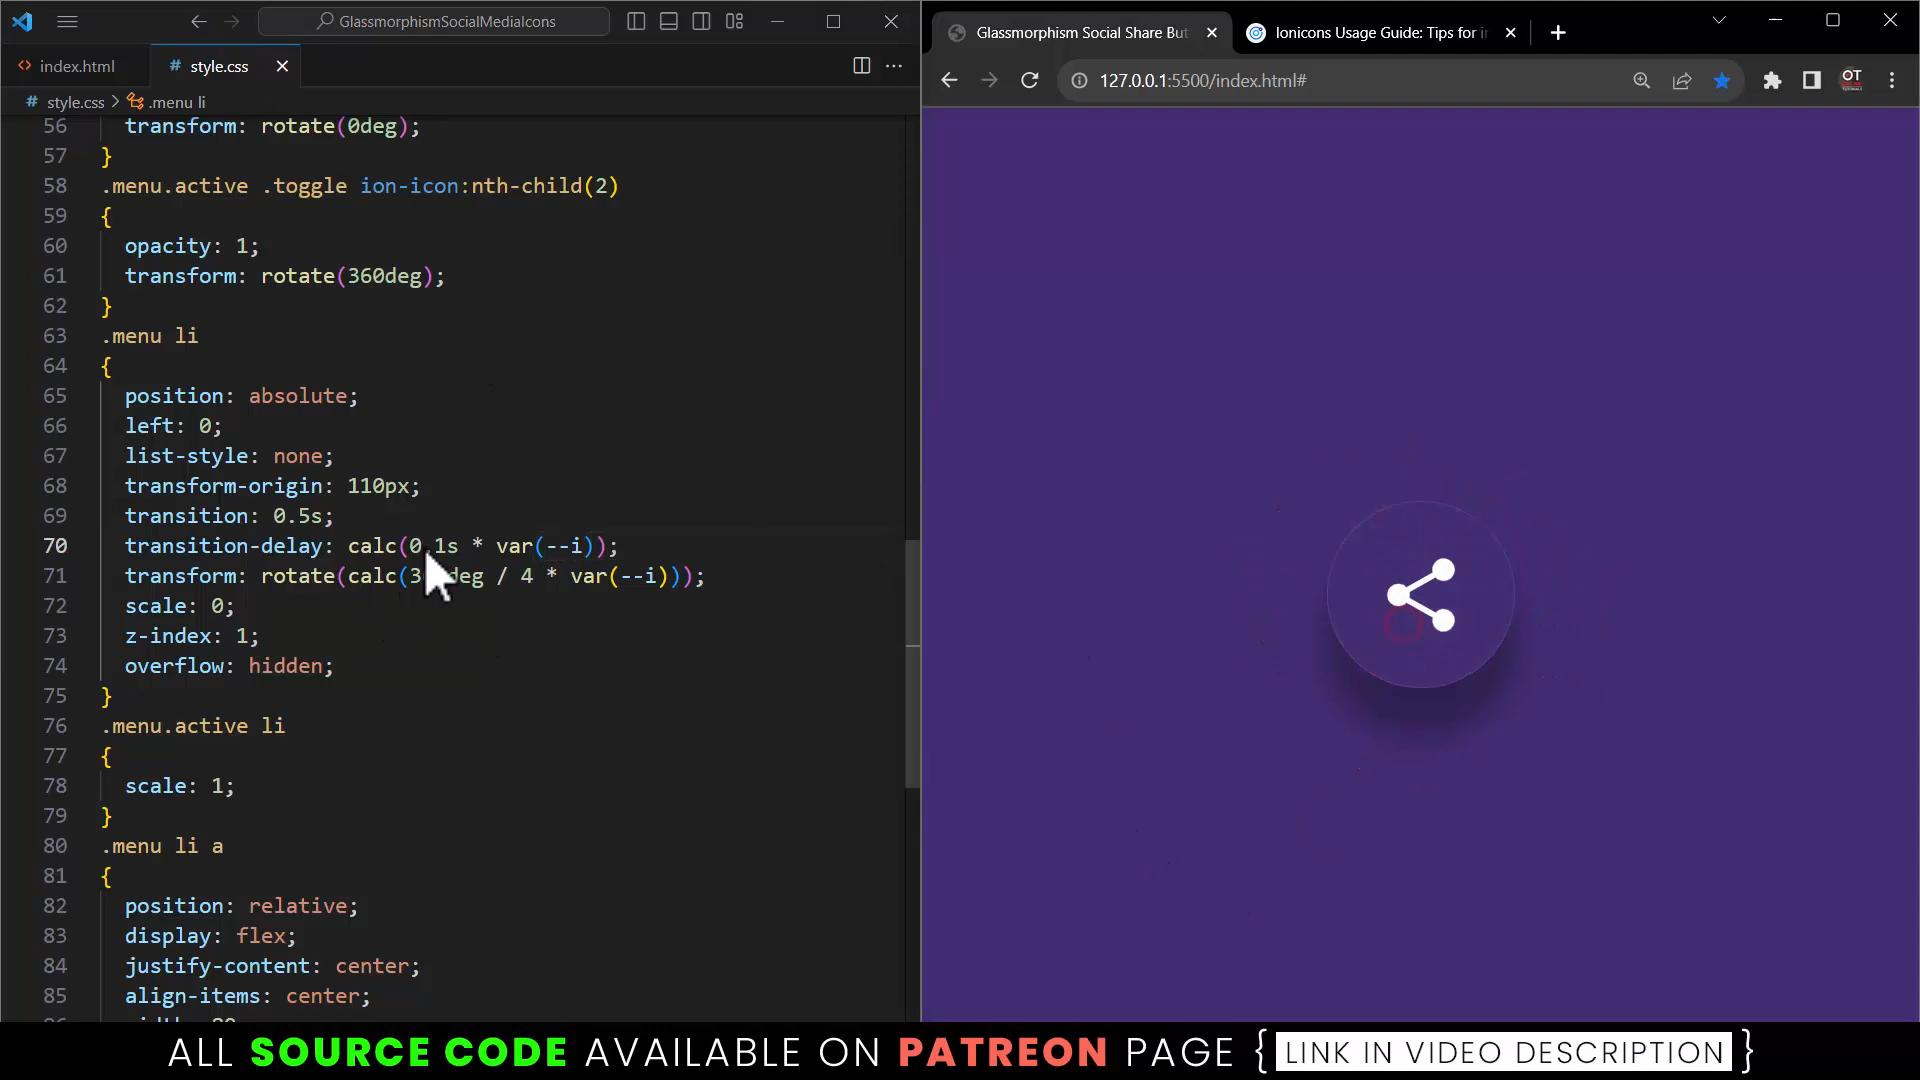 GlassmorphismSocialMediaIcons
index.html
# style.css
# style.css > .menu li
56 transform: rotate(0deg);
57 }
58 .menu.active .toggle ion-icon:nth-child(2)
59 {
60 opacity: 1;
61 transform: rotate(360deg);
62 }
63 .menu li
64 {
65 position: absolute;
66 left: 0;
67 list-style: none;
68 transform-origin: 110px;
69 transition: 0.5s;
70 transition-delay: calc(0.1s * var(--i));
71 transform: rotate(calc(360deg / 4 * var(--i)));
72 scale: 0;
73 z-index: 1;
74 overflow: hidden;
75 }
76 .menu.active li
77 {
78 scale: 1;
79 }
80 .menu li a
81 {
82 position: relative;
83 display: flex;
84 justify-content: center;
85 align-items: center;
Glassmorphism Social Share But
Ionicons Usage Guide: Tips for i
127.0.0.1:5500/index.html#
OT
ALL SOURCE CODE AVAILABLE ON PATREON PAGE { LINK IN VIDEO DESCRIPTION }